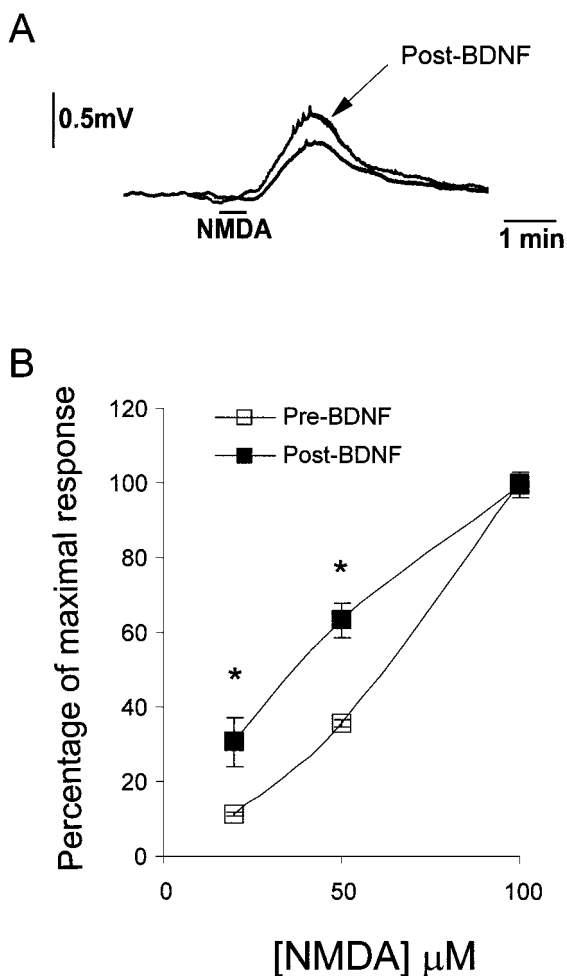 A
Post-BDNF
0.5mV
NMDA
1 min
B
Percentage of maximal response
120
100
80
60
40
20
0
Pre-BDNF
Post-BDNF
*
*
0
50
100
[NMDA] μM